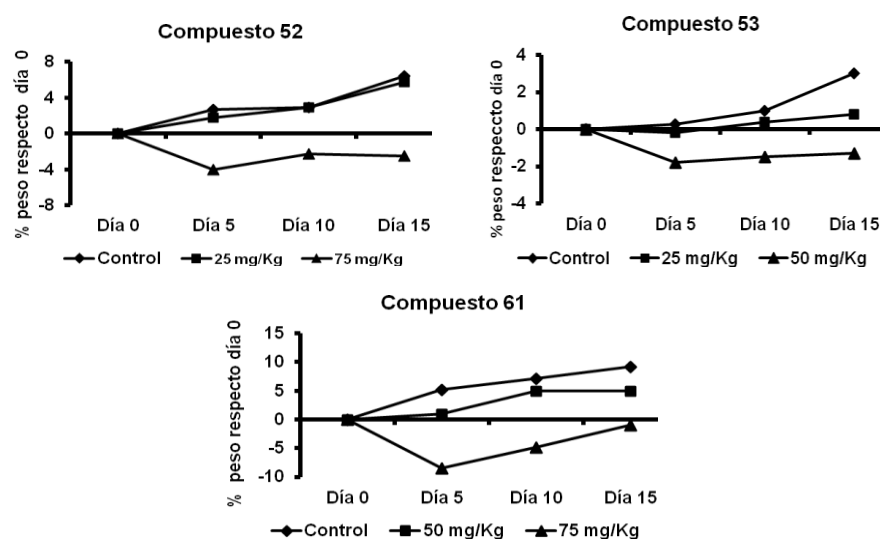 Compuesto 52
% peso respecto día 0
8
4
0
-4
-8
Día 0 Día 5 Día 10 Día 15
Control 25 mg/Kg 75 mg/Kg
Compuesto 53
% peso respeccto día 0
4
2
0
-2
-4
Día 0 Día 5 Día 10 Día 15
Control 25 mg/Kg 50 mg/Kg
Compuesto 61
% peso respecto día 0
15
10
5
0
-5
-10
Día 0 Día 5 Día 10 Día 15
Control 50 mg/Kg 75 mg/Kg